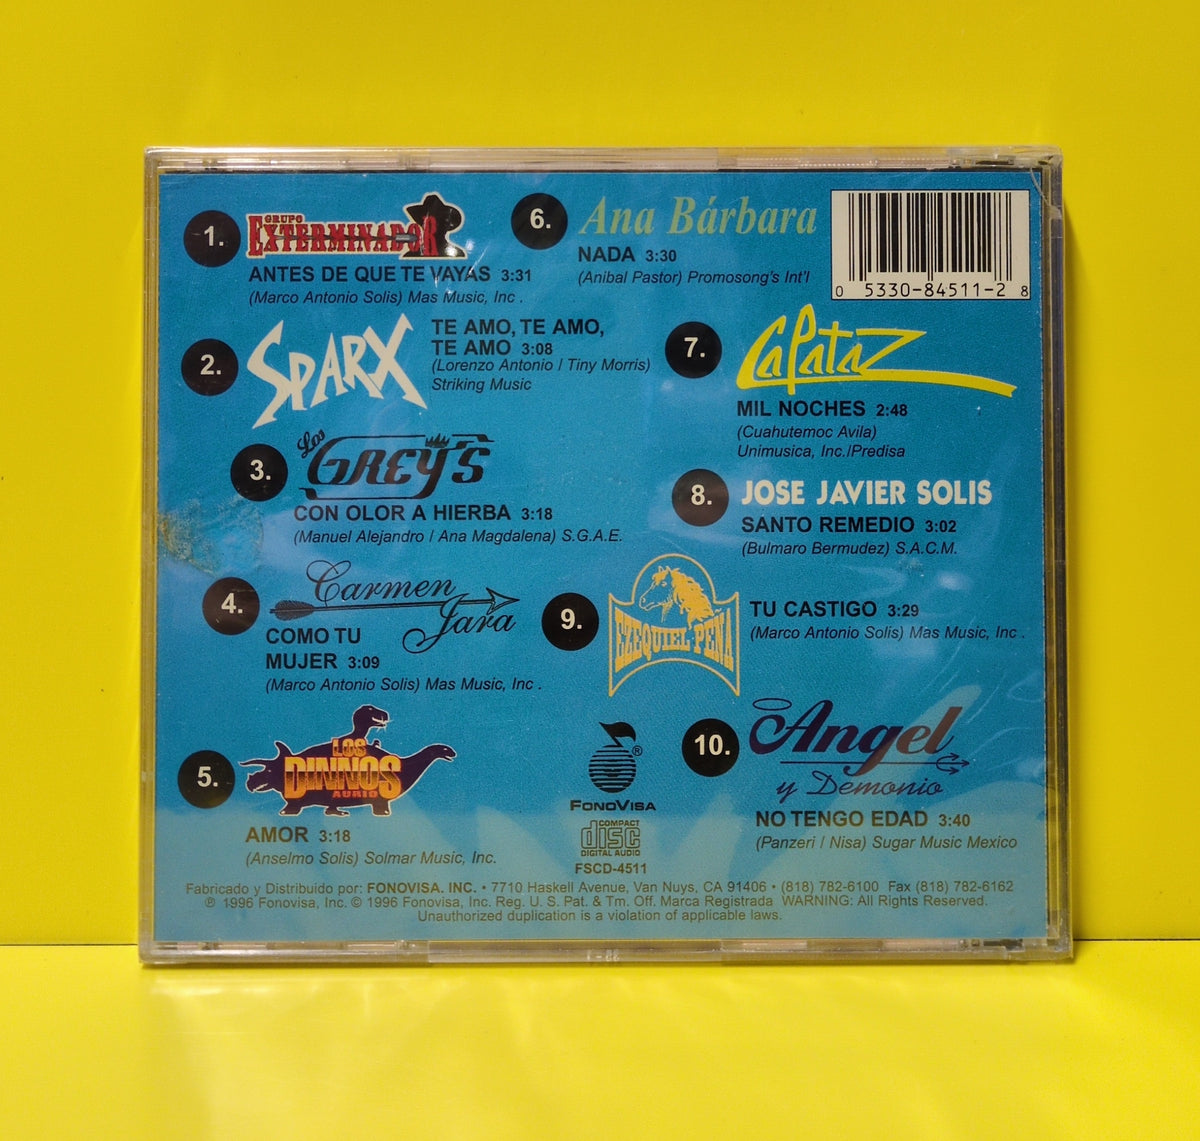 1.
GRUPO
EXTERMINADOR
ANTES DE QUE TE VAYAS 3:31
(Marco Antonio Solis) Mas Music, Inc .
2.
SPARX
TE AMO, TE AMO,
TE AMO 3:08
(Lorenzo Antonio / Tiny Morris)
Striking Music
3.
Los
GREY'S
CON OLOR A HIERBA 3:18
(Manuel Alejandro / Ana Magdalena) S.G.A.E.
4.
Carmen
Jara
COMO TU
MUJER 3:09
(Marco Antonio Solis) Mas Music, Inc .
5.
LOS
DINNOS
AURIO
AMOR 3:18
(Anselmo Solis) Solmar Music, Inc.
6.
Ana Bárbara
NADA 3:30
(Anibal Pastor) Promosong's Int'l
0 5330-84511-2 8
7.
CaPataz
MIL NOCHES 2:48
(Cuahutemoc Avila)
Unimusica, Inc./Predisa
8.
JOSE JAVIER SOLIS
SANTO REMEDIO 3:02
(Bulmaro Bermudez) S.A.C.M.
9.
EZEQUIEL PEÑA
TU CASTIGO 3:29
(Marco Antonio Solis) Mas Music, Inc .
10.
Angel
y Demonio
NO TENGO EDAD 3:40
(Panzeri / Nisa) Sugar Music Mexico
®
FONOVISA
COMPACT
disc
DIGITAL AUDIO
FSCD-4511
Fabricado y Distribuido por: FONOVISA. INC. • 7710 Haskell Avenue, Van Nuys, CA 91406 • (818) 782-6100 Fax (818) 782-6162
℗ 1996 Fonovisa, Inc. © 1996 Fonovisa, Inc. Reg. U. S. Pat. & Tm. Off. Marca Registrada WARNING: All Rights Reserved.
Unauthorized duplication is a violation of applicable laws.